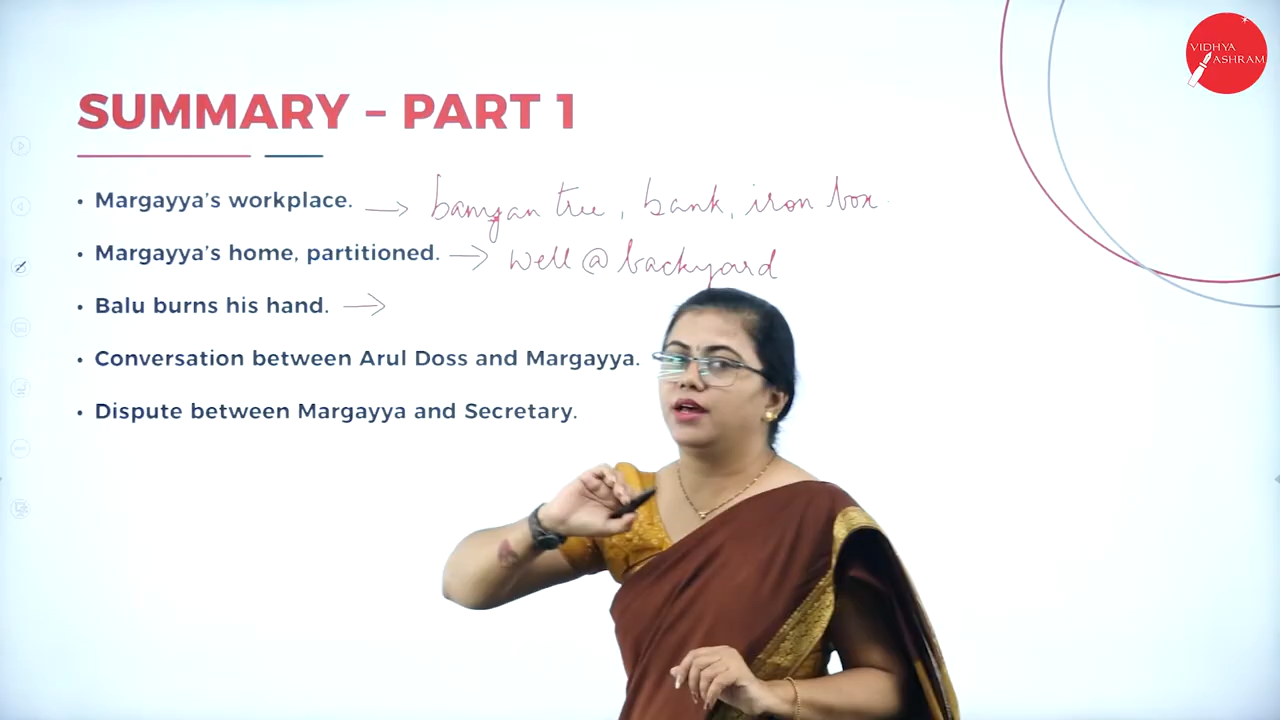 VIDHYA
ASHRAM
SUMMARY – PART 1
• Margayya's workplace. → banyan tree, bank, iron box.
• Margayya's home, partitioned. → well @ backyard
• Balu burns his hand. →
• Conversation between Arul Doss and Margayya.
• Dispute between Margayya and Secretary.